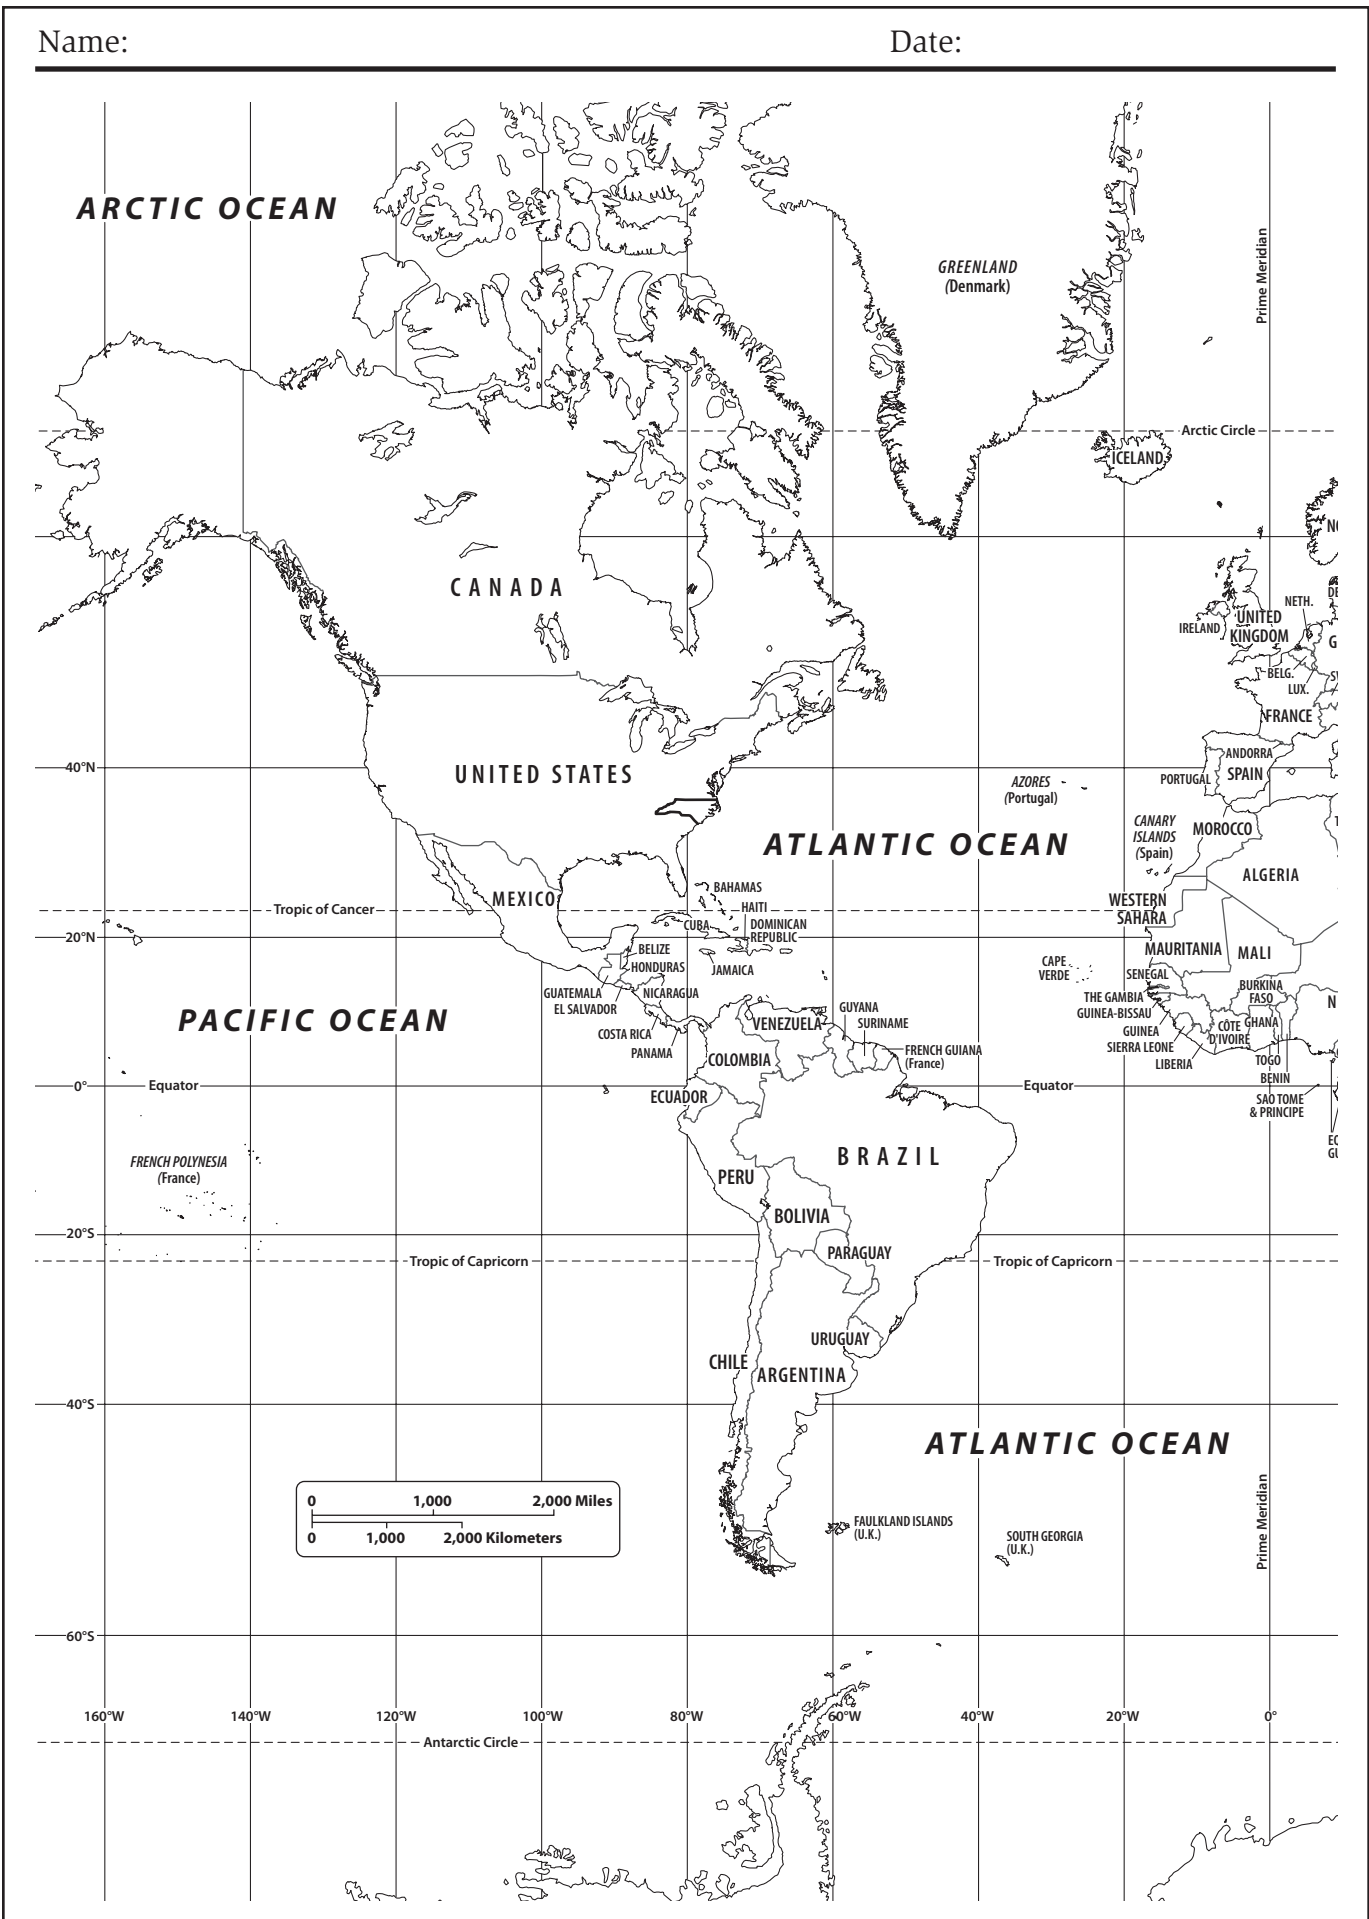 Name:
Date:
ARCTIC OCEAN
GREENLAND
(Denmark)
Prime Meridian
Arctic Circle
ICELAND
CANADA
NETH.
IRELAND
UNITED
KINGDOM
BELG.
LUX.
FRANCE
UNITED STATES
40°N
ANDORRA
PORTUGAL
SPAIN
AZORES
(Portugal)
ATLANTIC OCEAN
CANARY
ISLANDS
(Spain)
MOROCCO
ALGERIA
MEXICO
BAHAMAS
WESTERN
SAHARA
Tropic of Cancer
HAITI
CUBA
DOMINICAN
REPUBLIC
20°N
BELIZE
HONDURAS
JAMAICA
MAURITANIA
MALI
CAPE
VERDE
SENEGAL
GUATEMALA
EL SALVADOR
NICARAGUA
THE GAMBIA
GUINEA-BISSAU
BURKINA
FASO
PACIFIC OCEAN
COSTA RICA
PANAMA
VENEZUELA
GUYANA
SURINAME
FRENCH GUIANA
(France)
GUINEA
SIERRA LEONE
LIBERIA
CÔTE
D'IVOIRE
GHANA
TOGO
BENIN
COLOMBIA
0°
Equator
Equator
ECUADOR
SAO TOME
& PRINCIPE
FRENCH POLYNESIA
(France)
BRAZIL
PERU
BOLIVIA
20°S
PARAGUAY
Tropic of Capricorn
Tropic of Capricorn
URUGUAY
CHILE
ARGENTINA
40°S
ATLANTIC OCEAN
0 1,000 2,000 Miles
0 1,000 2,000 Kilometers
FAULKLAND ISLANDS
(U.K.)
SOUTH GEORGIA
(U.K.)
Prime Meridian
60°S
160°W 140°W 120°W 100°W 80°W 60°W 40°W 20°W 0°
Antarctic Circle